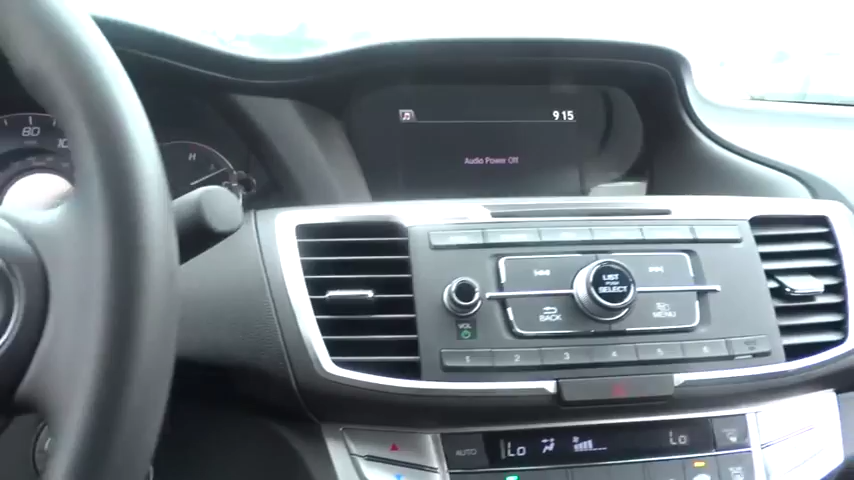 80
H
9:15
Audio Power Off
LIST
PUSH
SELECT
VOL
BACK
MENU
1 2 3 4 5 6
AUTO
Lo
Lo